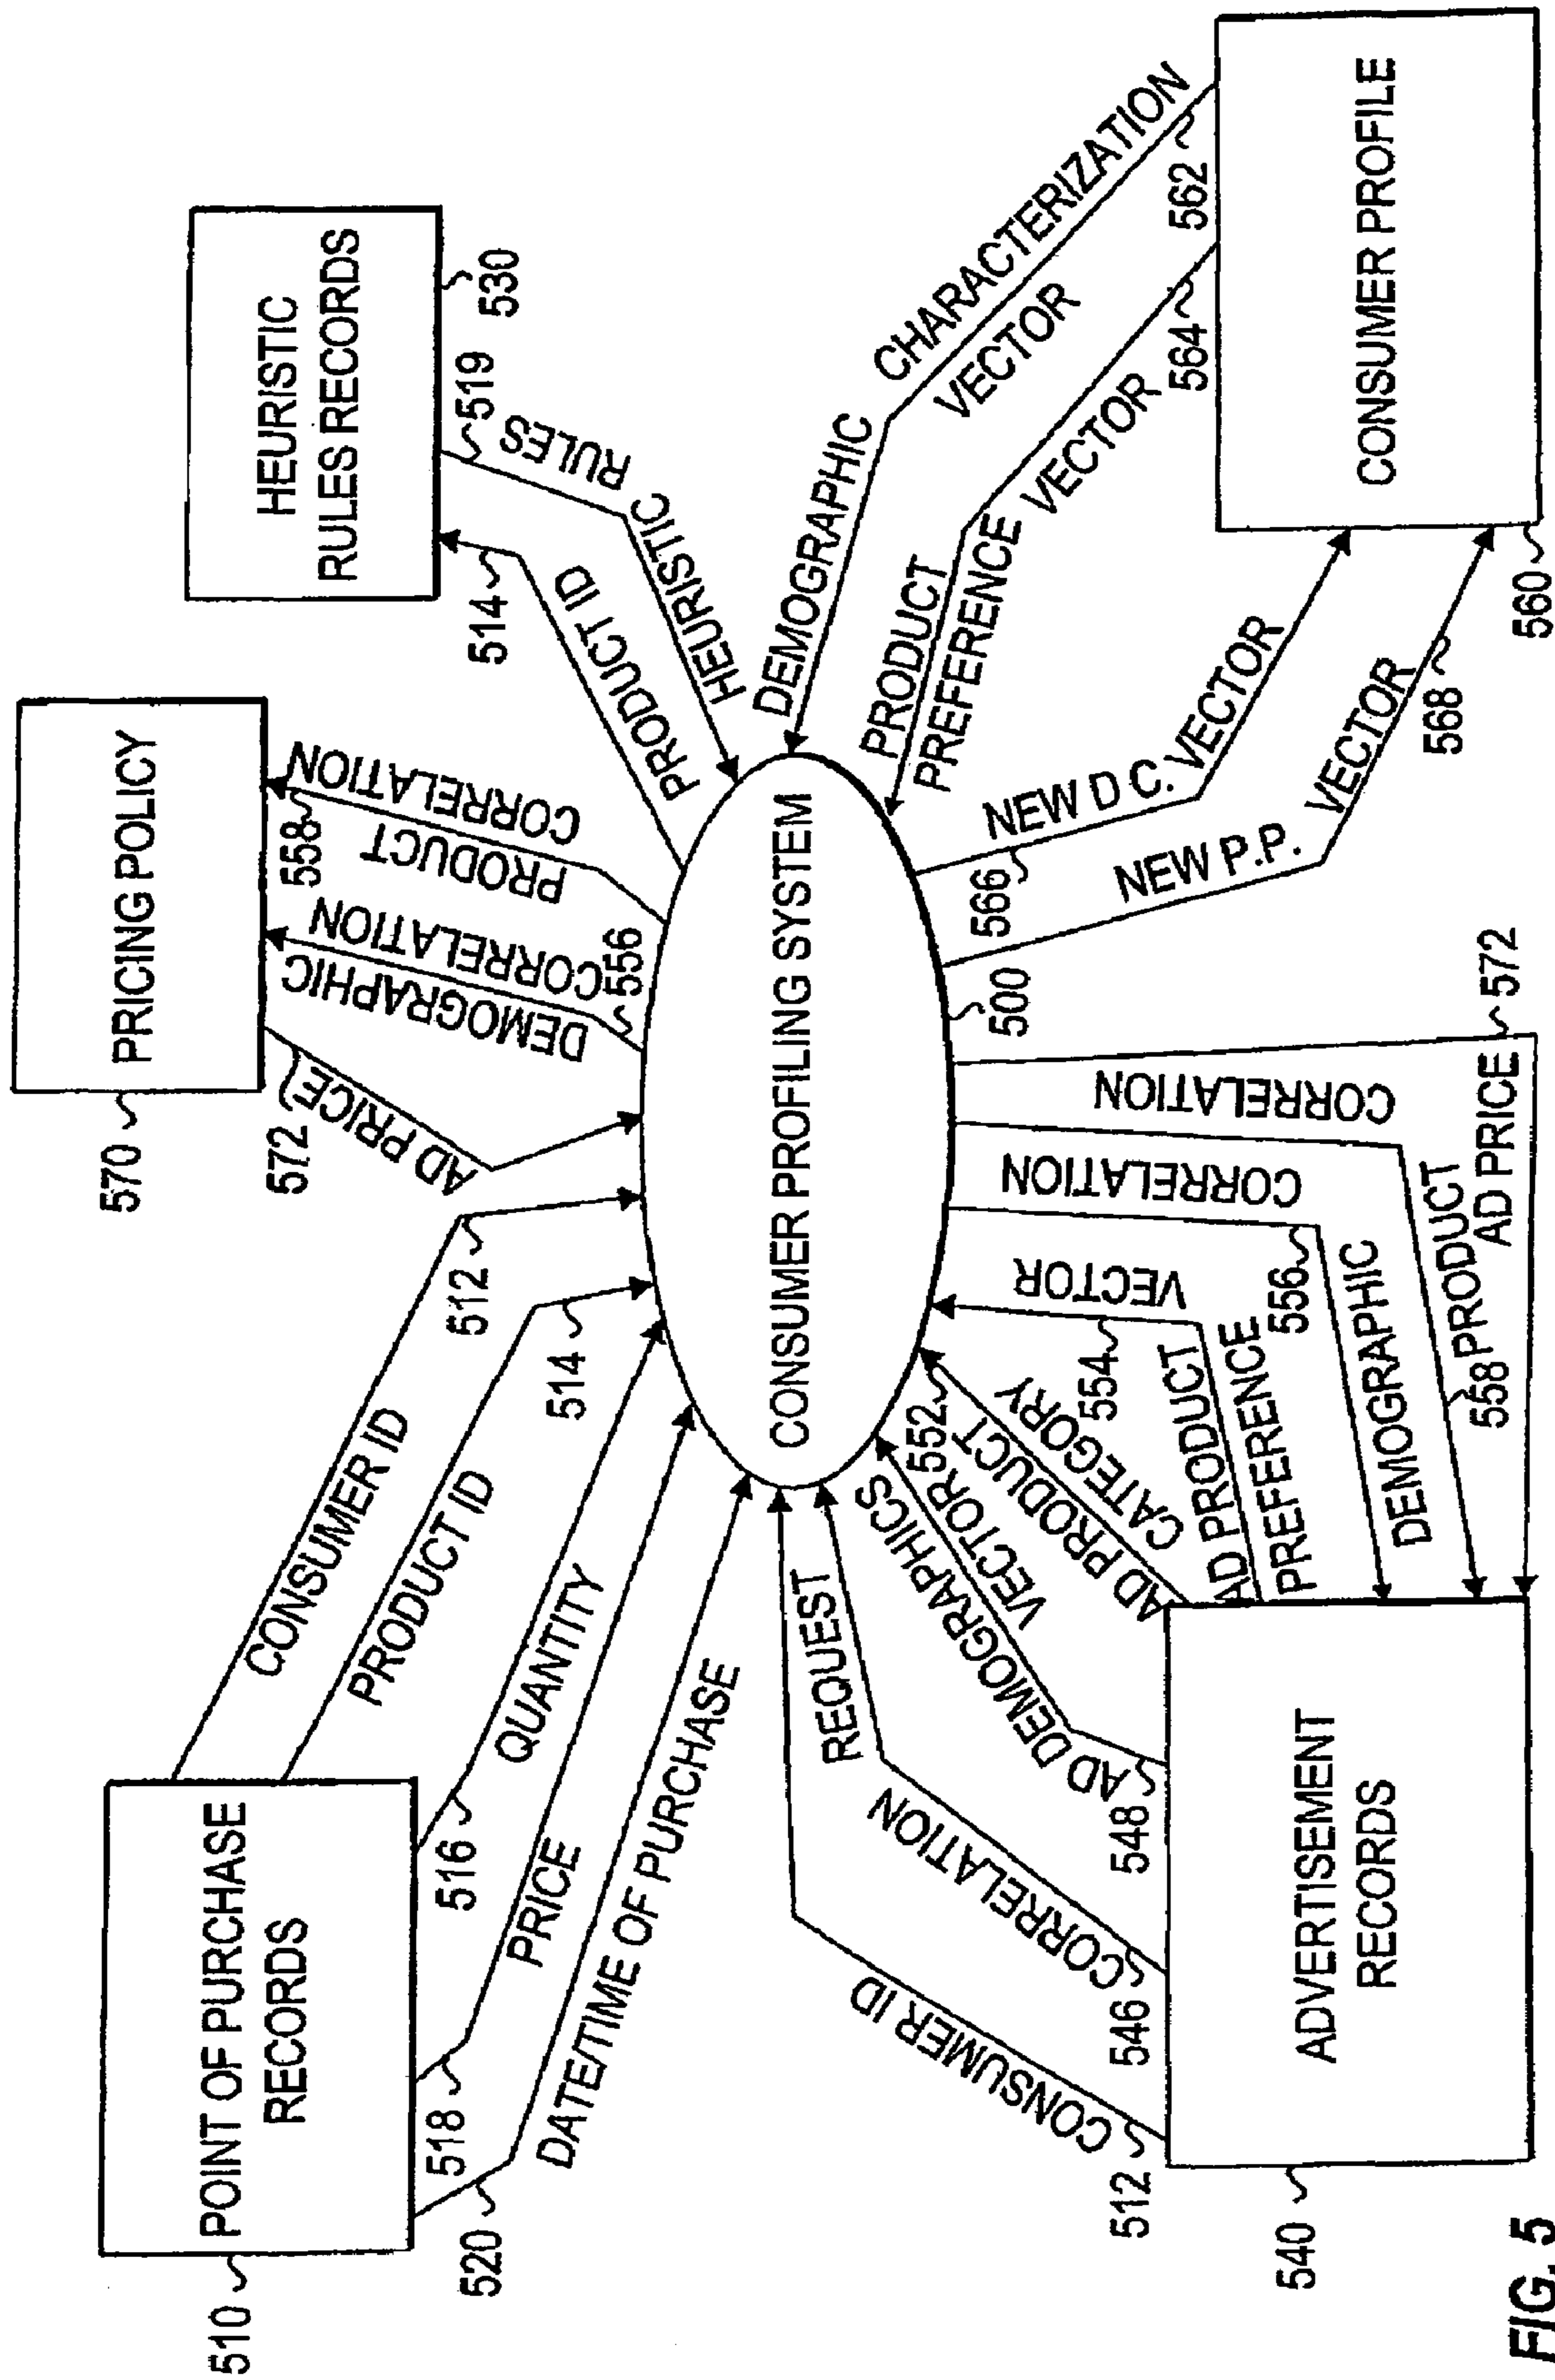 POINT OF PURCHASE
RECORDS
510
CONSUMER ID
512
PRODUCT ID
514
QUANTITY
516
PRICE
518
DATE/TIME OF PURCHASE
520
PRICING POLICY
570
AD PRICE
572
DEMOGRAPHIC
CORRELATION
556
PRODUCT
CORRELATION
558
HEURISTIC
RULES RECORDS
530
PRODUCT ID
514
HEURISTIC
RULES
519
CONSUMER PROFILING SYSTEM
500
ADVERTISEMENT
RECORDS
540
CONSUMER ID
512
CORRELATION
REQUEST
546
AD DEMOGRAPHICS
VECTOR
548
AD PRODUCT
CATEGORY
552
AD PRODUCT
PREFERENCE
VECTOR
554
DEMOGRAPHIC
CORRELATION
556
PRODUCT
CORRELATION
558
AD PRICE
572
DEMOGRAPHIC
CHARACTERIZATION
VECTOR
562
PRODUCT
PREFERENCE
VECTOR
564
NEW D C. VECTOR
566
NEW P.P. VECTOR
568
CONSUMER PROFILE
560
FIG. 5